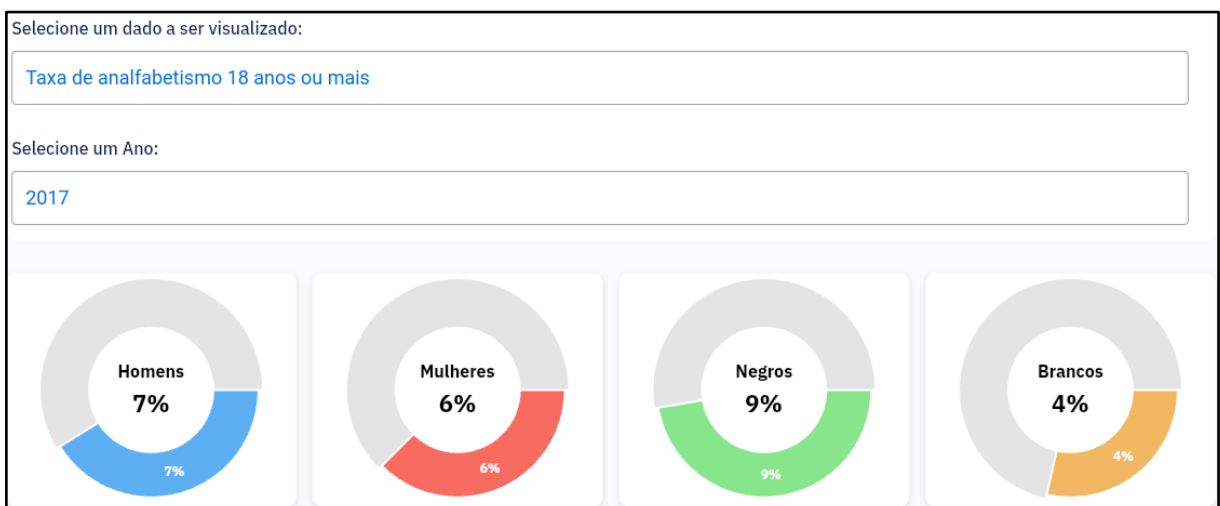 Selecione um dado a ser visualizado:
Taxa de analfabetismo 18 anos ou mais
Selecione um Ano:
2017
Homens
7%
7%
Mulheres
6%
6%
Negros
9%
9%
Brancos
4%
4%